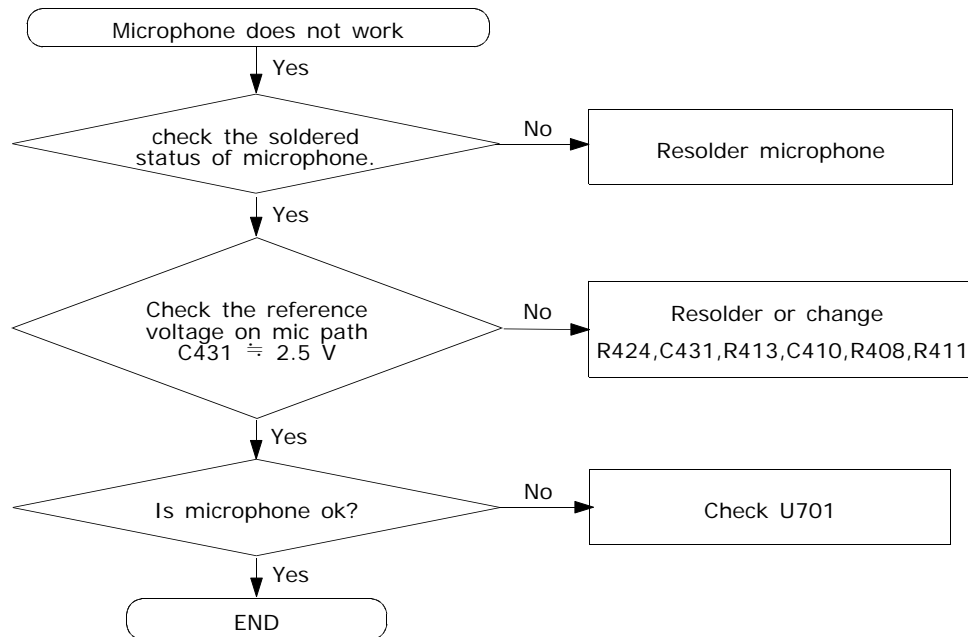 Microphone does not work
Yes
check the soldered
status of microphone.
No
Resolder microphone
Yes
Check the reference
voltage on mic path
C431 ≒ 2.5 V
No
Resolder or change
R424,C431,R413,C410,R408,R411
Yes
Is microphone ok?
No
Check U701
Yes
END